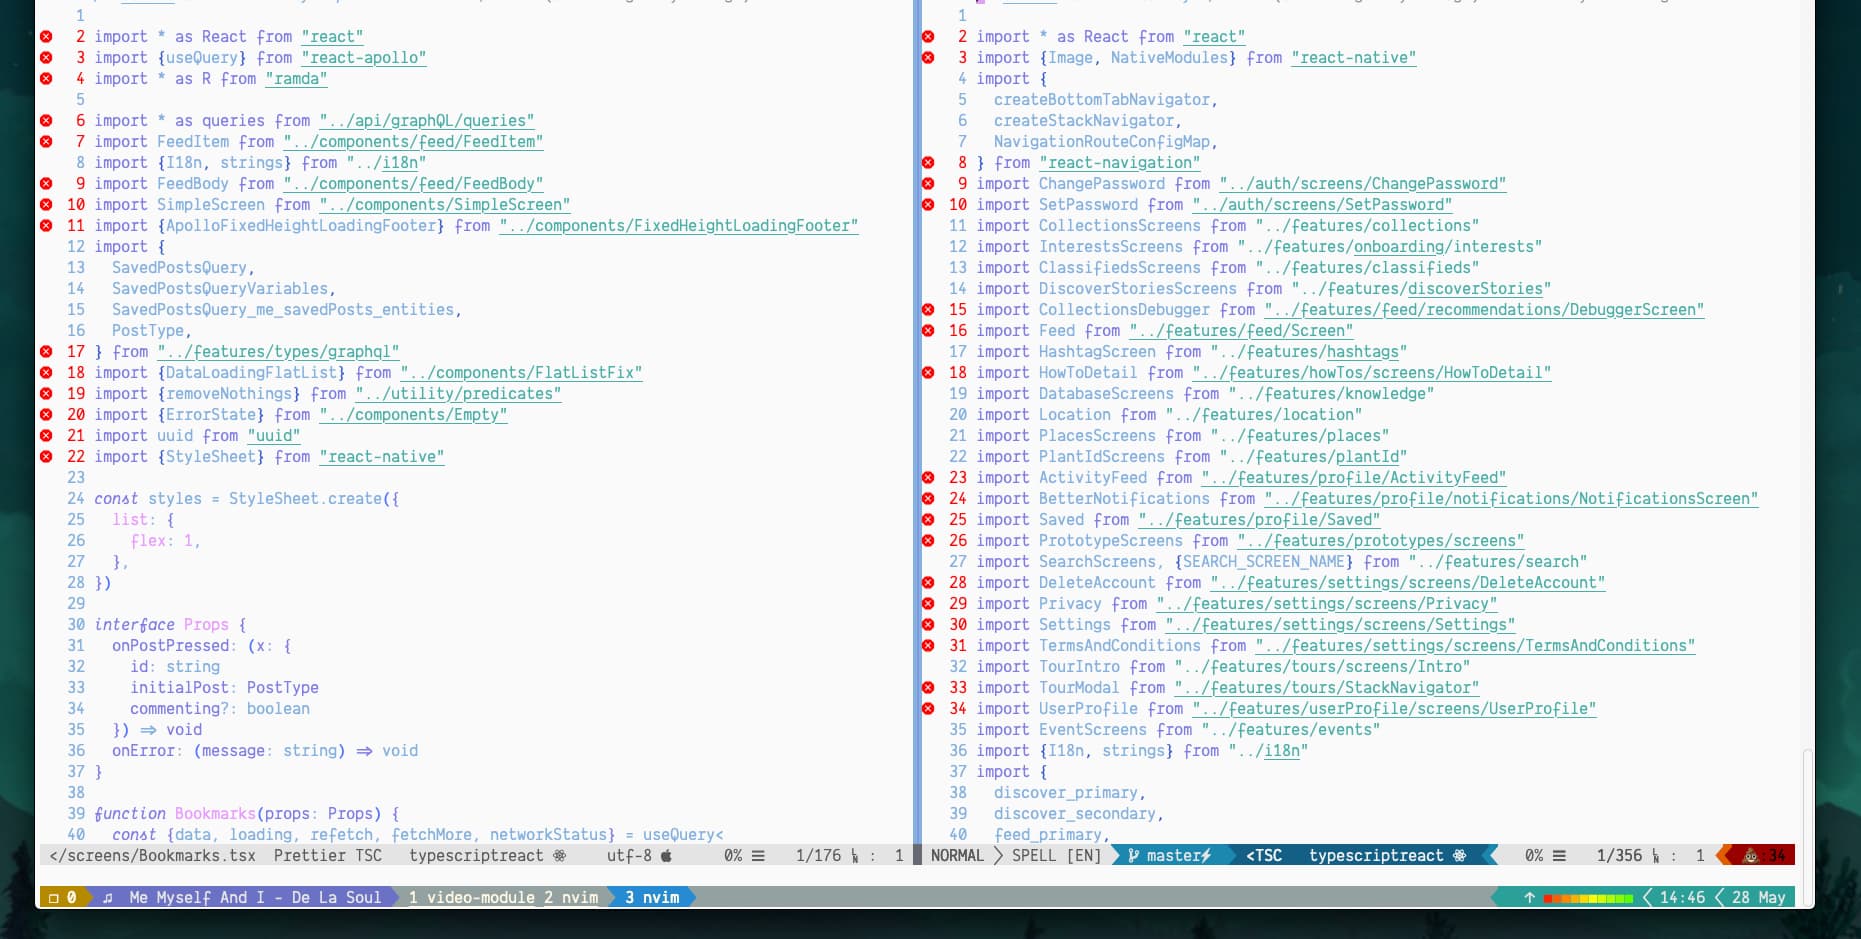 1
2 import * as React from "react"
3 import {useQuery} from "react-apollo"
4 import * as R from "ramda"
5
6 import * as queries from "../api/graphQL/queries"
7 import FeedItem from "../components/feed/FeedItem"
8 import {I18n, strings} from "../i18n"
9 import FeedBody from "../components/feed/FeedBody"
10 import SimpleScreen from "../components/SimpleScreen"
11 import {ApolloFixedHeightLoadingFooter} from "../components/FixedHeightLoadingFooter"
12 import {
13 SavedPostsQuery,
14 SavedPostsQueryVariables,
15 SavedPostsQuery_me_savedPosts_entities,
16 PostType,
17 } from "../features/types/graphql"
18 import {DataLoadingFlatList} from "../components/FlatListFix"
19 import {removeNothings} from "../utility/predicates"
20 import {ErrorState} from "../components/Empty"
21 import uuid from "uuid"
22 import {StyleSheet} from "react-native"
23
24 const styles = StyleSheet.create({
25 list: {
26 flex: 1,
27 },
28 })
29
30 interface Props {
31 onPostPressed: (x: {
32 id: string
33 initialPost: PostType
34 commenting?: boolean
35 }) => void
36 onError: (message: string) => void
37 }
38
39 function Bookmarks(props: Props) {
40 const {data, loading, refetch, fetchMore, networkStatus} = useQuery<
</screens/Bookmarks.tsx Prettier TSC typescriptreact utf-8 0% ☰ 1/176 : 1
1
2 import * as React from "react"
3 import {Image, NativeModules} from "react-native"
4 import {
5 createBottomTabNavigator,
6 createStackNavigator,
7 NavigationRouteConfigMap,
8 } from "react-navigation"
9 import ChangePassword from "../auth/screens/ChangePassword"
10 import SetPassword from "../auth/screens/SetPassword"
11 import CollectionsScreens from "../features/collections"
12 import InterestsScreens from "../features/onboarding/interests"
13 import ClassifiedsScreens from "../features/classifieds"
14 import DiscoverStoriesScreens from "../features/discoverStories"
15 import CollectionsDebugger from "../features/feed/recommendations/DebuggerScreen"
16 import Feed from "../features/feed/Screen"
17 import HashtagScreen from "../features/hashtags"
18 import HowToDetail from "../features/howTos/screens/HowToDetail"
19 import DatabaseScreens from "../features/knowledge"
20 import Location from "../features/location"
21 import PlacesScreens from "../features/places"
22 import PlantIdScreens from "../features/plantId"
23 import ActivityFeed from "../features/profile/ActivityFeed"
24 import BetterNotifications from "../features/profile/notifications/NotificationsScreen"
25 import Saved from "../features/profile/Saved"
26 import PrototypeScreens from "../features/prototypes/screens"
27 import SearchScreens, {SEARCH_SCREEN_NAME} from "../features/search"
28 import DeleteAccount from "../features/settings/screens/DeleteAccount"
29 import Privacy from "../features/settings/screens/Privacy"
30 import Settings from "../features/settings/screens/Settings"
31 import TermsAndConditions from "../features/settings/screens/TermsAndConditions"
32 import TourIntro from "../features/tours/screens/Intro"
33 import TourModal from "../features/tours/StackNavigator"
34 import UserProfile from "../features/userProfile/screens/UserProfile"
35 import EventScreens from "../features/events"
36 import {I18n, strings} from "../i18n"
37 import {
38 discover_primary,
39 discover_secondary,
40 feed_primary,
NORMAL SPELL [EN] master⚡ <TSC typescriptreact 0% ☰ 1/356 : 1 💩:34
□ 0 ♫ Me Myself And I - De La Soul 1 video-module 2 nvim 3 nvim ↑ 14:46 28 May